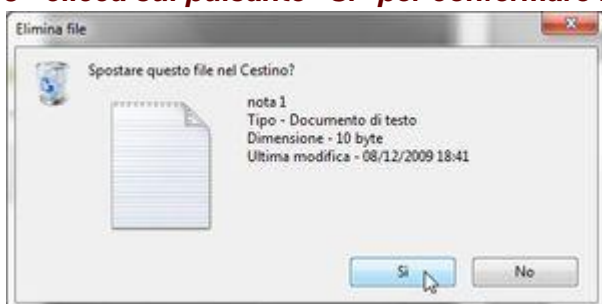 clicca sul pulsante "Sì" per confermare
Elimina file
Spostare questo file nel Cestino?
nota 1
Tipo - Documento di testo
Dimensione - 10 byte
Ultima modifica - 08/12/2009 18:41
Sì
No